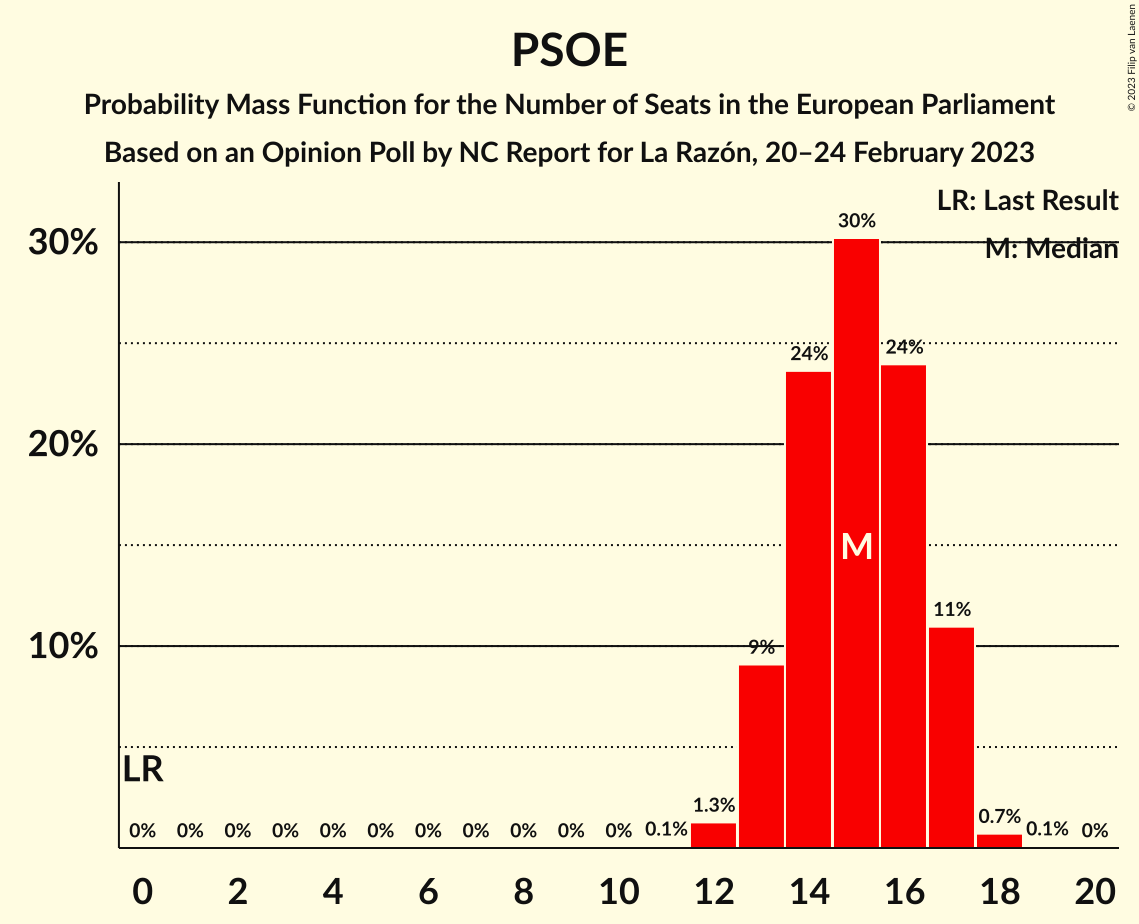 PSOE
Probability Mass Function for the Number of Seats in the European Parliament
Based on an Opinion Poll by NC Report for La Razón, 20–24 February 2023
© 2023 Filip van Laenen
LR: Last Result
M: Median
30%
20%
10%
LR
M
0% 0% 0% 0% 0% 0% 0% 0% 0% 0% 0% 0.1% 1.3% 9% 24% 30% 24% 11% 0.7% 0.1% 0%
0 2 4 6 8 10 12 14 16 18 20